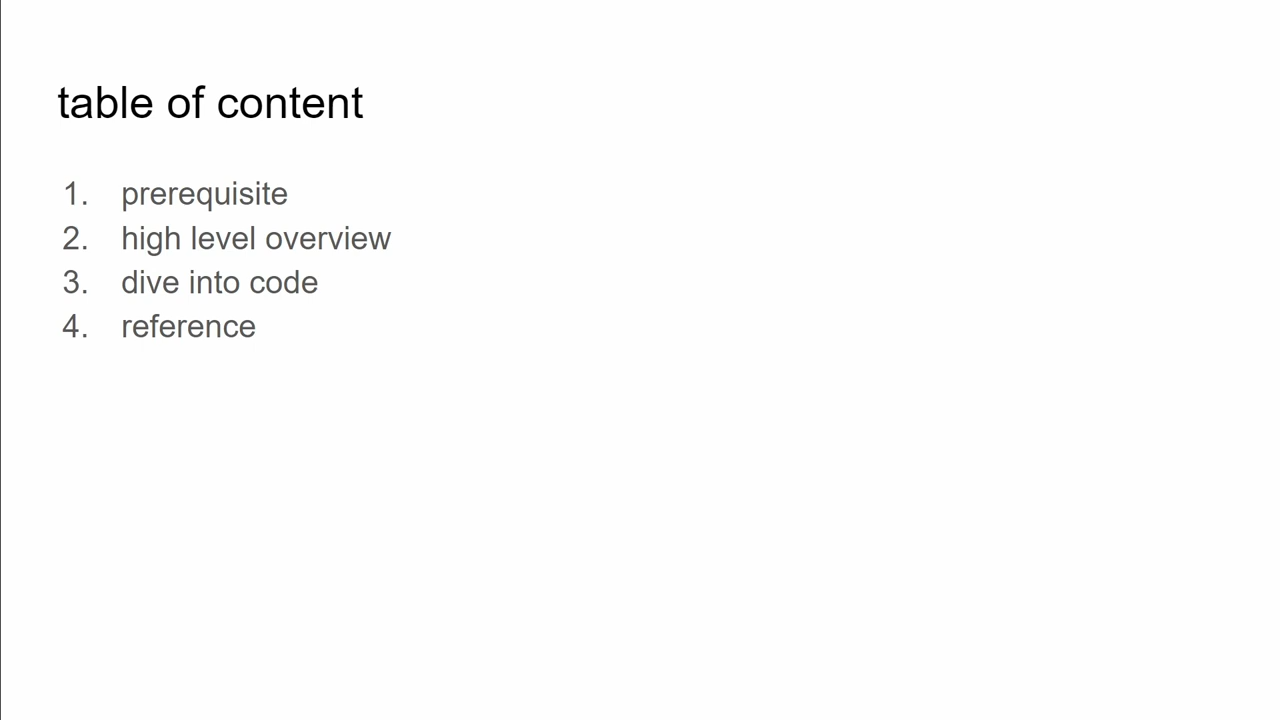 table of content
1. prerequisite
2. high level overview
3. dive into code
4. reference